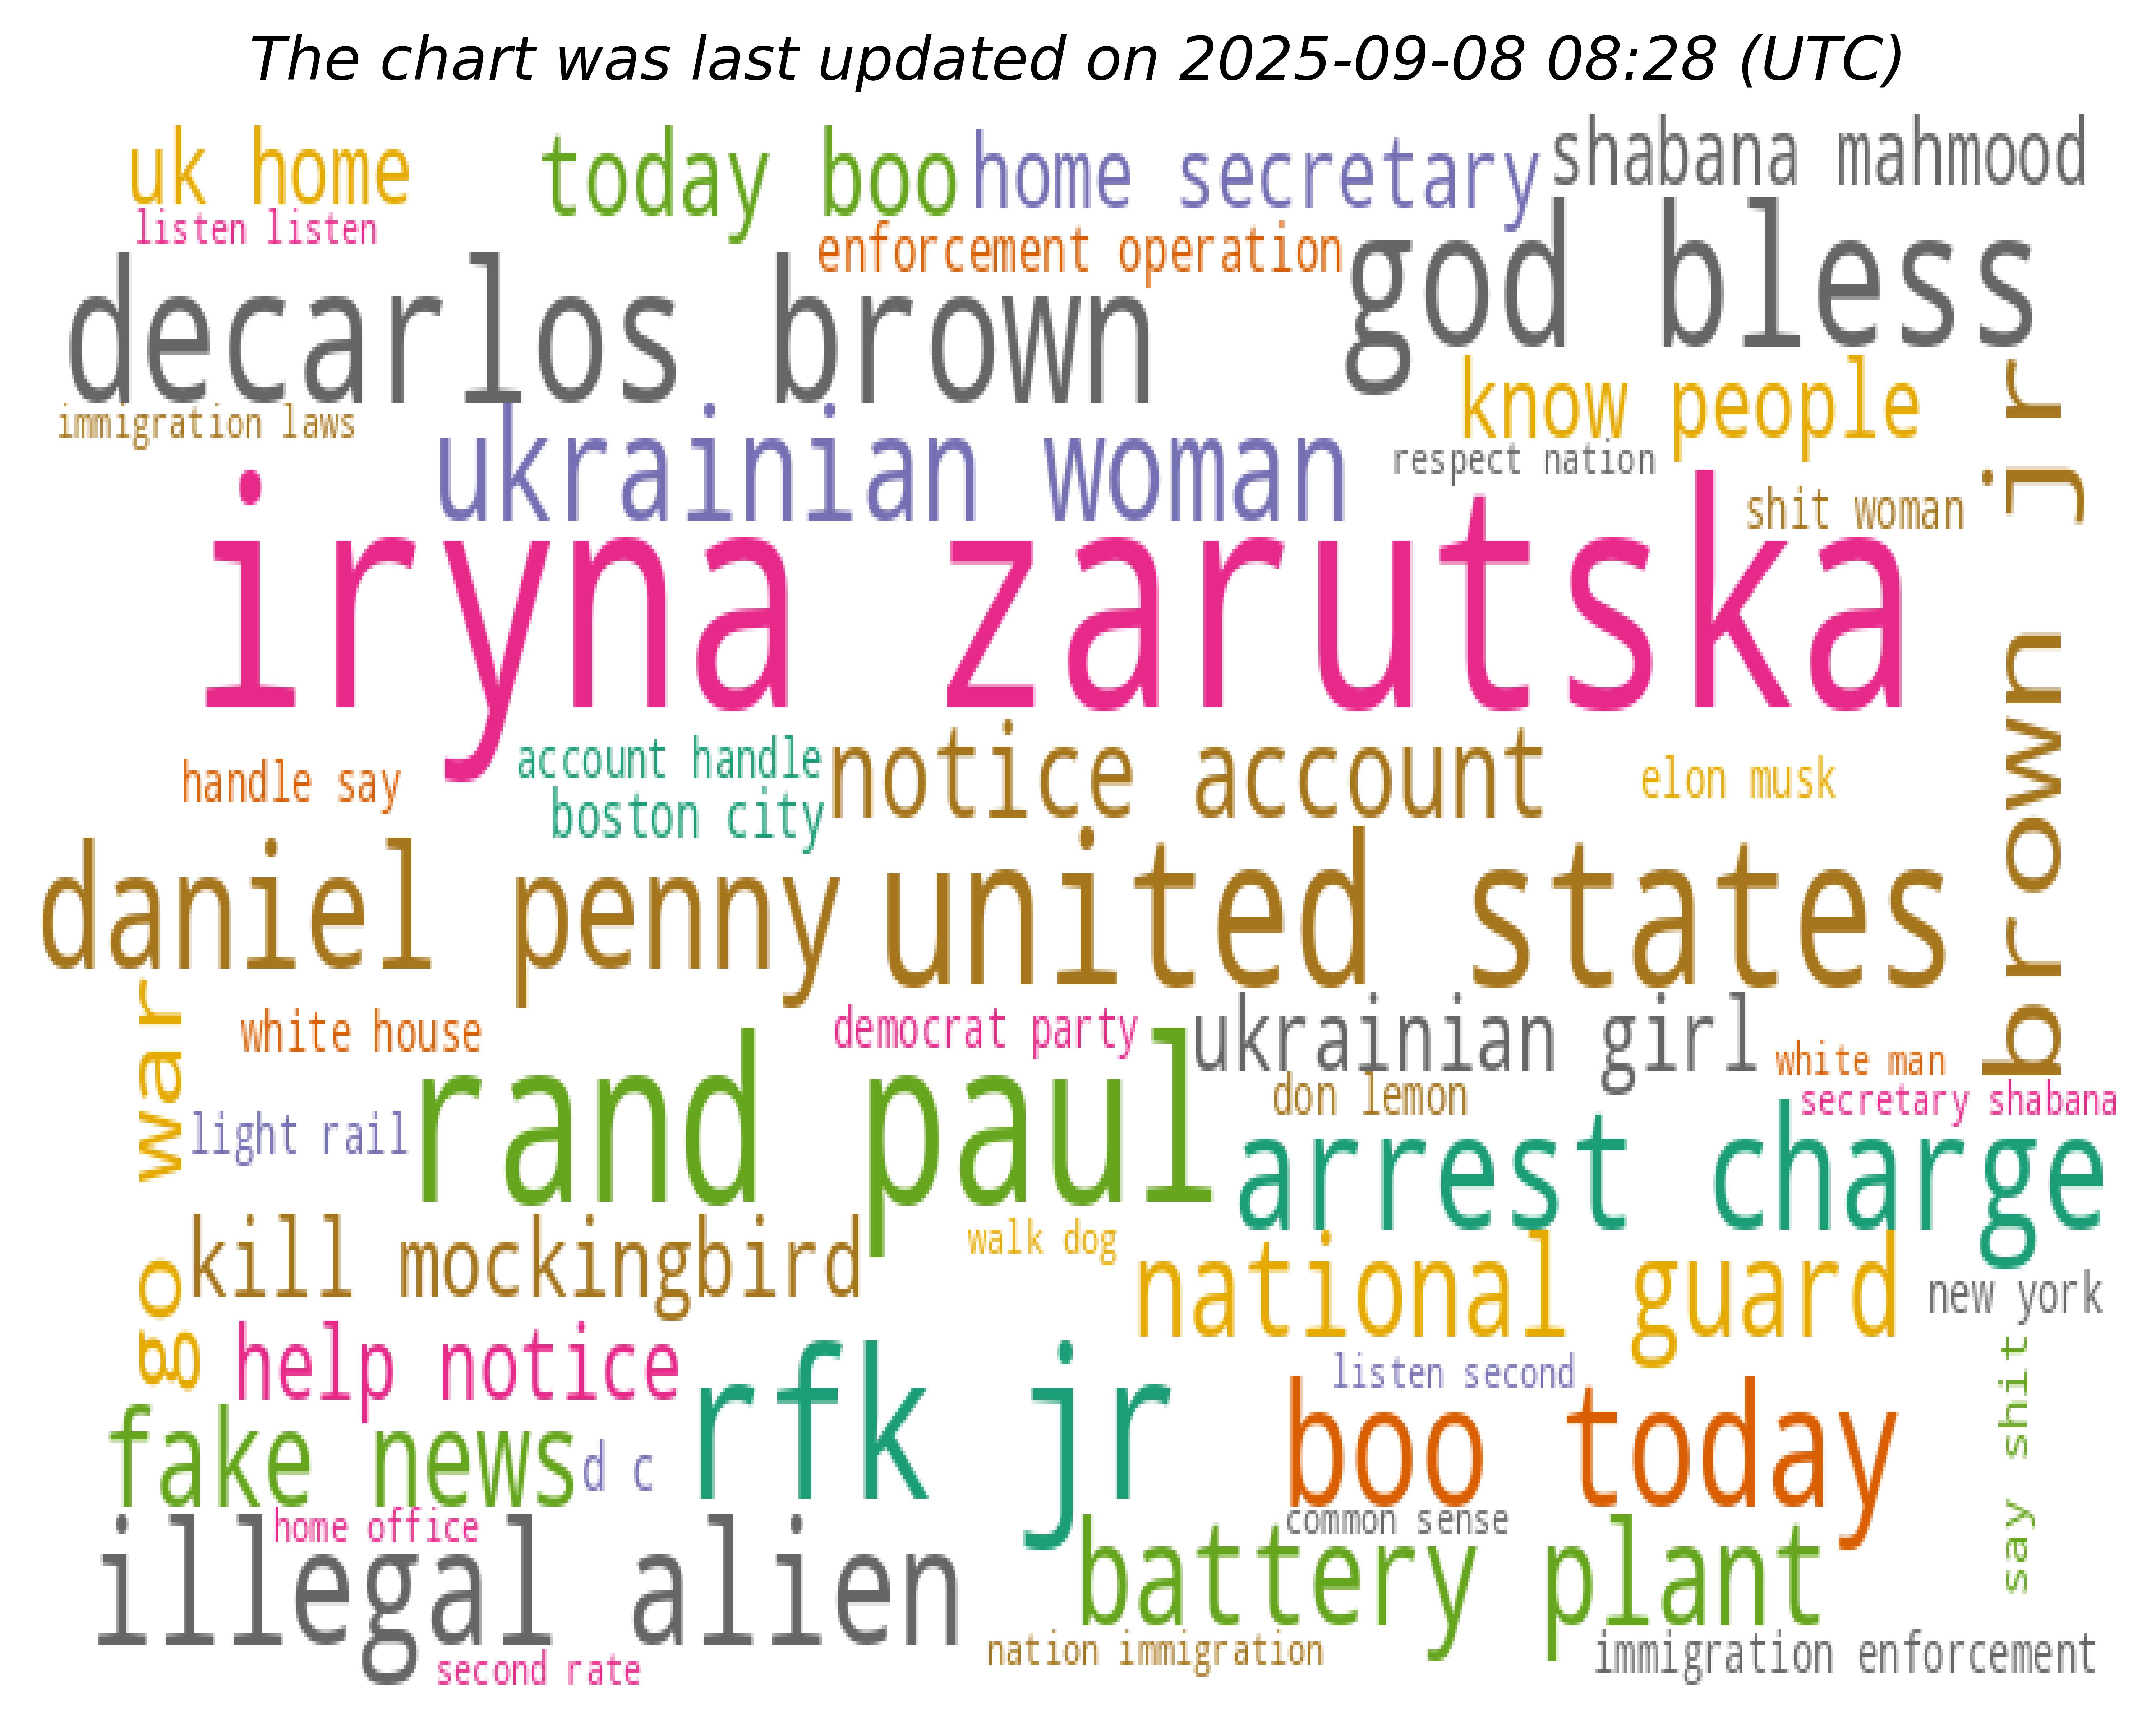 The chart was last updated on 2025-09-08 08:28 (UTC)
uk home
today boo
home secretary
shabana mahmood
listen listen
enforcement operation
god bless
decarlos brown
know people
immigration laws
ukrainian woman
respect nation
shit woman
brown jr
iryna zarutska
handle say
account handle
notice account
elon musk
boston city
daniel penny
united states
go war
white house
democrat party
ukrainian girl
white man
don lemon
secretary shabana
light rail
rand paul
arrest charge
kill mockingbird
walk dog
national guard
new york
help notice
rfk jr
listen second
say shit
boo today
fake news
d c
home office
common sense
illegal alien
battery plant
second rate
nation immigration
immigration enforcement